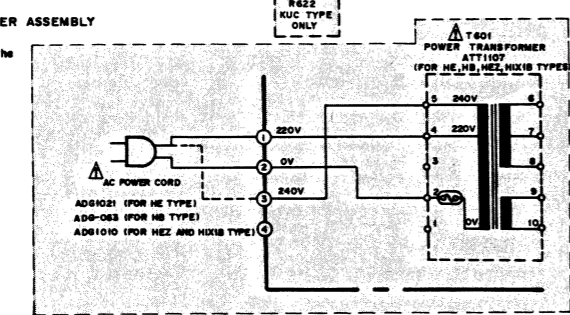 R622
KUC TYPE
ONLY
ER ASSEMBLY
he
T601
POWER TRANSFORMER
ATT1107
(FOR HE, HB, HEZ, HIXIB TYPES)
5 240V 6
1 220V 4 220V 7
2 0V 3 8
3 240V 2 9
4 1 0V 10
AC POWER CORD
ADG1021 (FOR HE TYPE)
ADG-063 (FOR HB TYPE)
ADG1010 (FOR HEZ AND HIXIB TYPE)